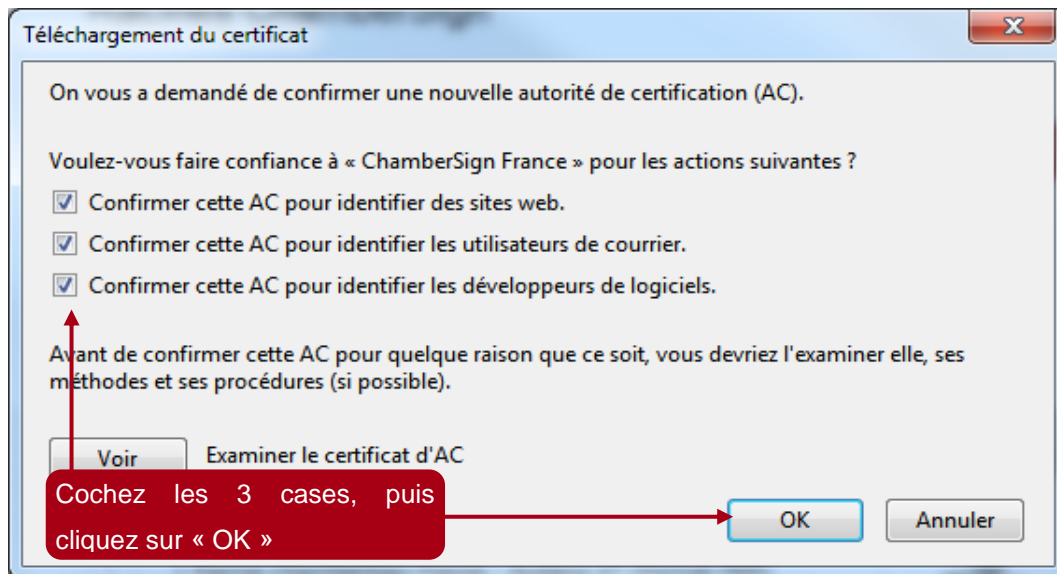 Téléchargement du certificat
On vous a demandé de confirmer une nouvelle autorité de certification (AC).
Voulez-vous faire confiance à « ChamberSign France » pour les actions suivantes ?
Confirmer cette AC pour identifier des sites web.
Confirmer cette AC pour identifier les utilisateurs de courrier.
Confirmer cette AC pour identifier les développeurs de logiciels.
Avant de confirmer cette AC pour quelque raison que ce soit, vous devriez l'examiner elle, ses
méthodes et ses procédures (si possible).
Voir Examiner le certificat d'AC
Cochez les 3 cases, puis
cliquez sur « OK »
OK Annuler